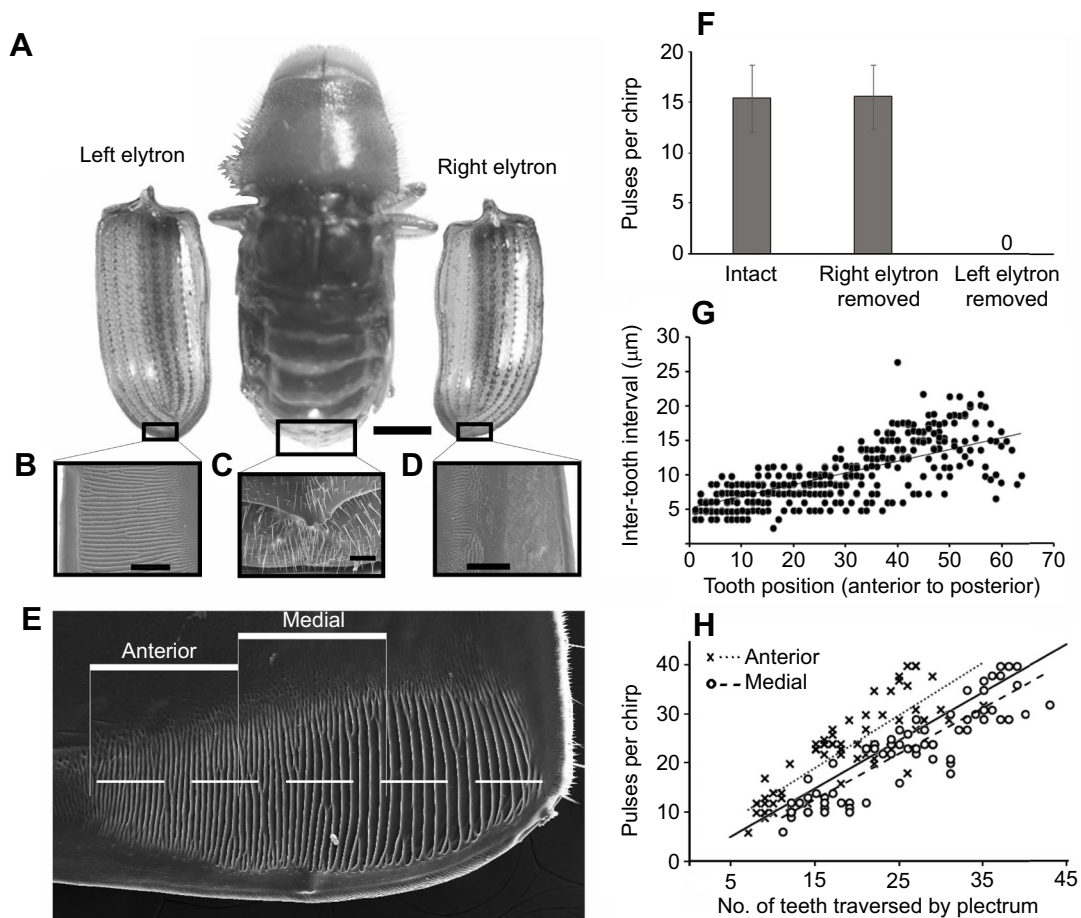 A
Left elytron
Right elytron
B
C
D
E
Anterior
Medial
F
Pulses per chirp
20
15
10
5
0
0
Intact
Right elytron
removed
Left elytron
removed
G
Inter-tooth interval (μm)
30
25
20
15
10
5
0
10
20
30
40
50
60
70
Tooth position (anterior to posterior)
H
Pulses per chirp
40
30
20
10
0
Anterior
Medial
5
15
25
35
45
No. of teeth traversed by plectrum